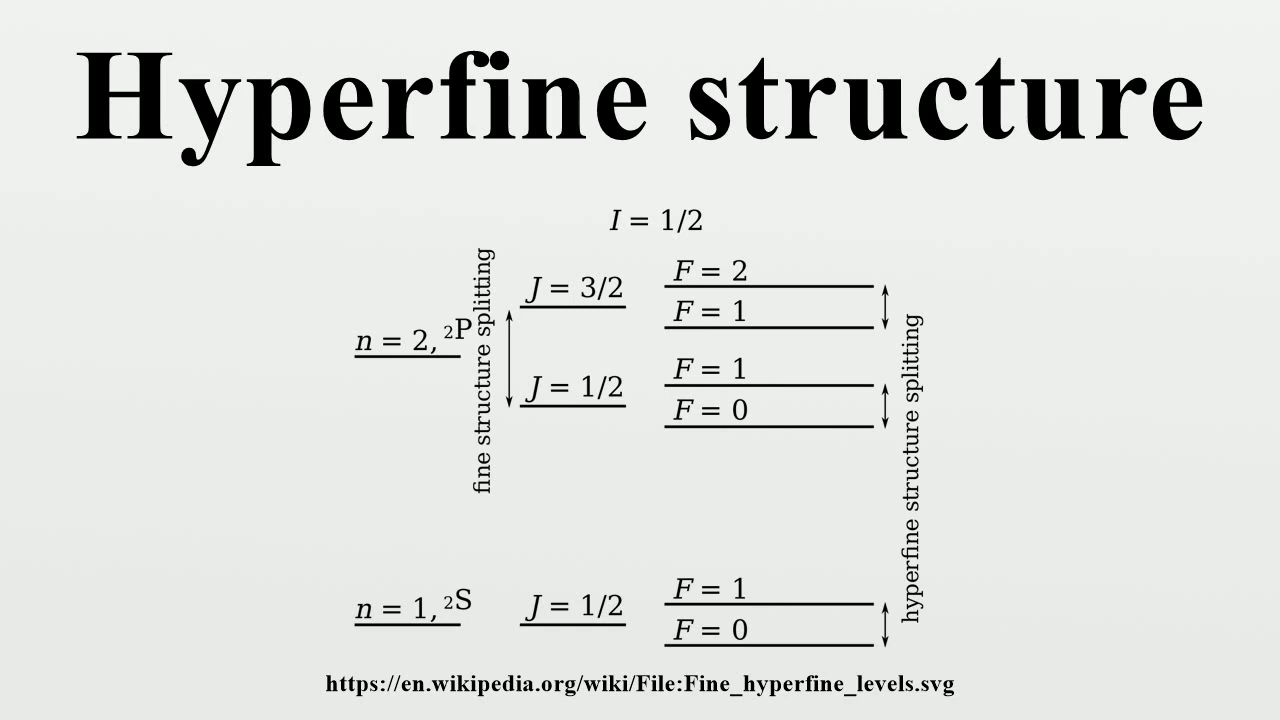 Hyperfine structure
I = 1/2
fine structure splitting
J = 3/2
F = 2
F = 1
n = 2, ²P
J = 1/2
F = 1
F = 0
hyperfine structure splitting
n = 1, ²S
J = 1/2
F = 1
F = 0
https://en.wikipedia.org/wiki/File:Fine_hyperfine_levels.svg